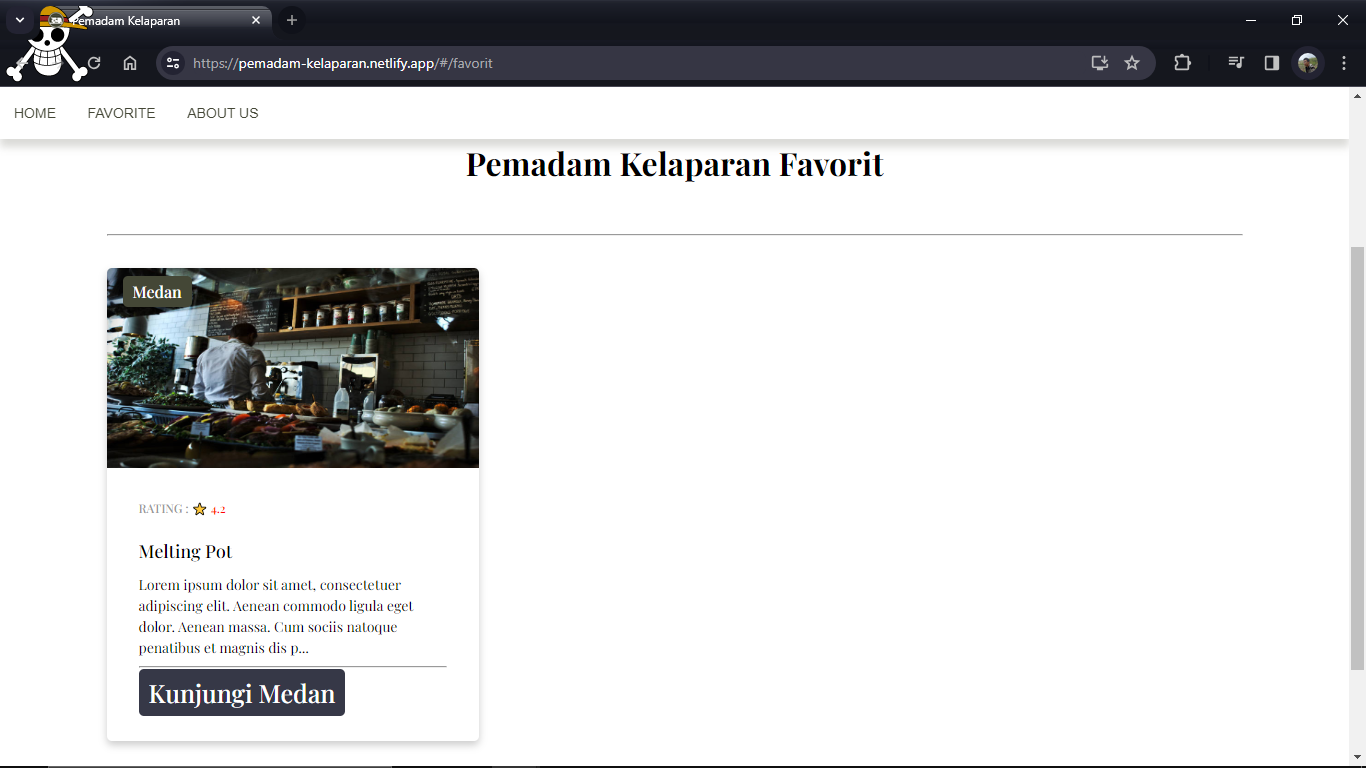 Pemadam Kelaparan
https://pemadam-kelaparan.netlify.app/#/favorit
HOME
FAVORITE
ABOUT US
Pemadam Kelaparan Favorit
Medan
RATING : ⭐ 4.2
Melting Pot
Lorem ipsum dolor sit amet, consectetuer
adipiscing elit. Aenean commodo ligula eget
dolor. Aenean massa. Cum sociis natoque
penatibus et magnis dis p...
Kunjungi Medan